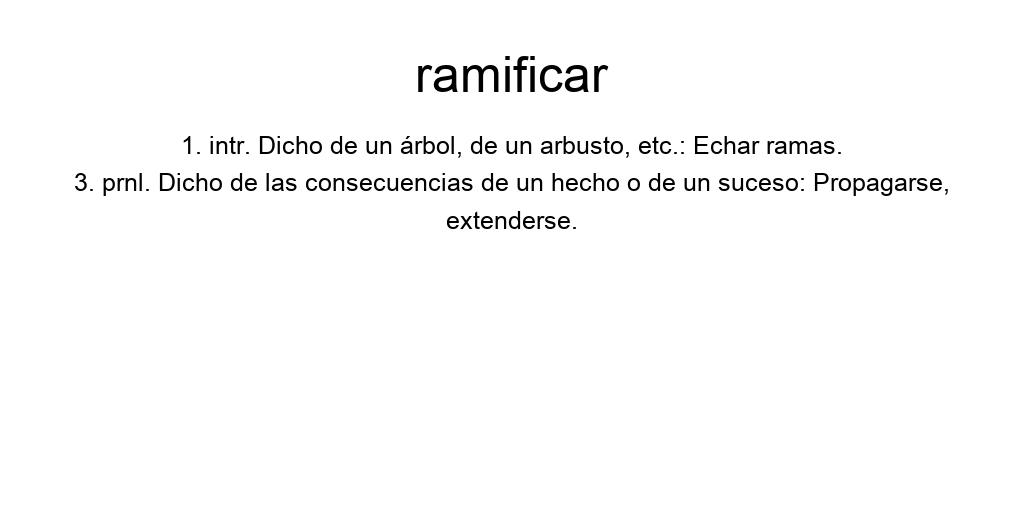 ramificar
1. intr. Dicho de un árbol, de un arbusto, etc.: Echar ramas.
3. prnl. Dicho de las consecuencias de un hecho o de un suceso: Propagarse,
extenderse.